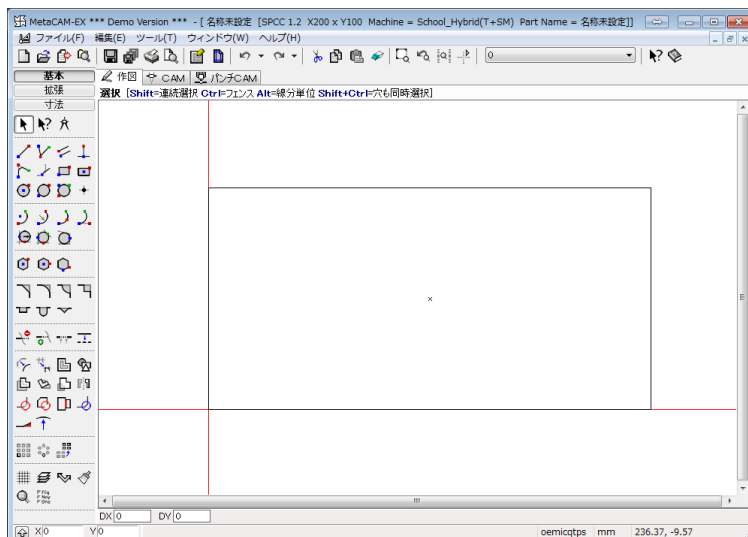 MetaCAM-EX *** Demo Version *** - [ 名称未設定 [SPCC 1.2 X200 x Y100 Machine = School_Hybrid(T+SM) Part Name = 名称未設定]]
ファイル(F) 編集(E) ツール(T) ウィンドウ(W) ヘルプ(H)
0
基本
拡張
寸法
作図 CAM パンチCAM
選択 [Shift=連続選択 Ctrl=フェンス Alt=線分単位 Shift+Ctrl=穴も同時選択]
DX 0 DY 0
X 0 Y 0 oemicqtps mm 236.37, -9.57